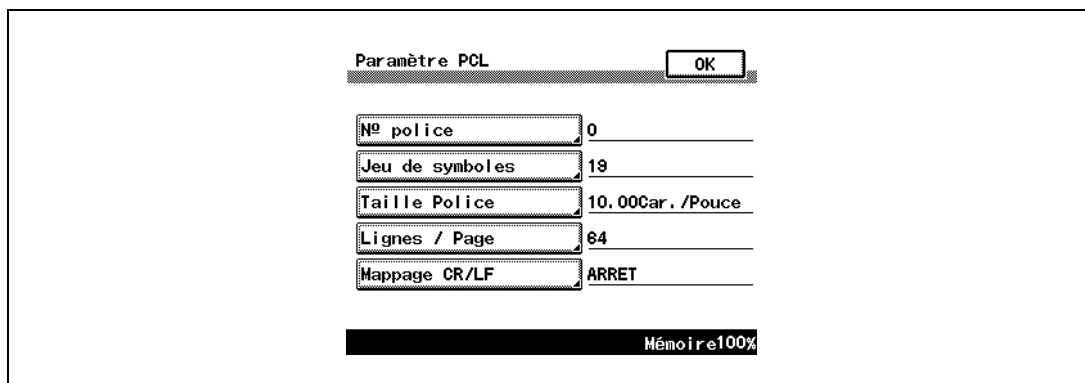 Paramètre PCL OK
Nº police 0
Jeu de symboles 19
Taille Police 10.00Car./Pouce
Lignes / Page 64
Mappage CR/LF ARRET
Mémoire100%